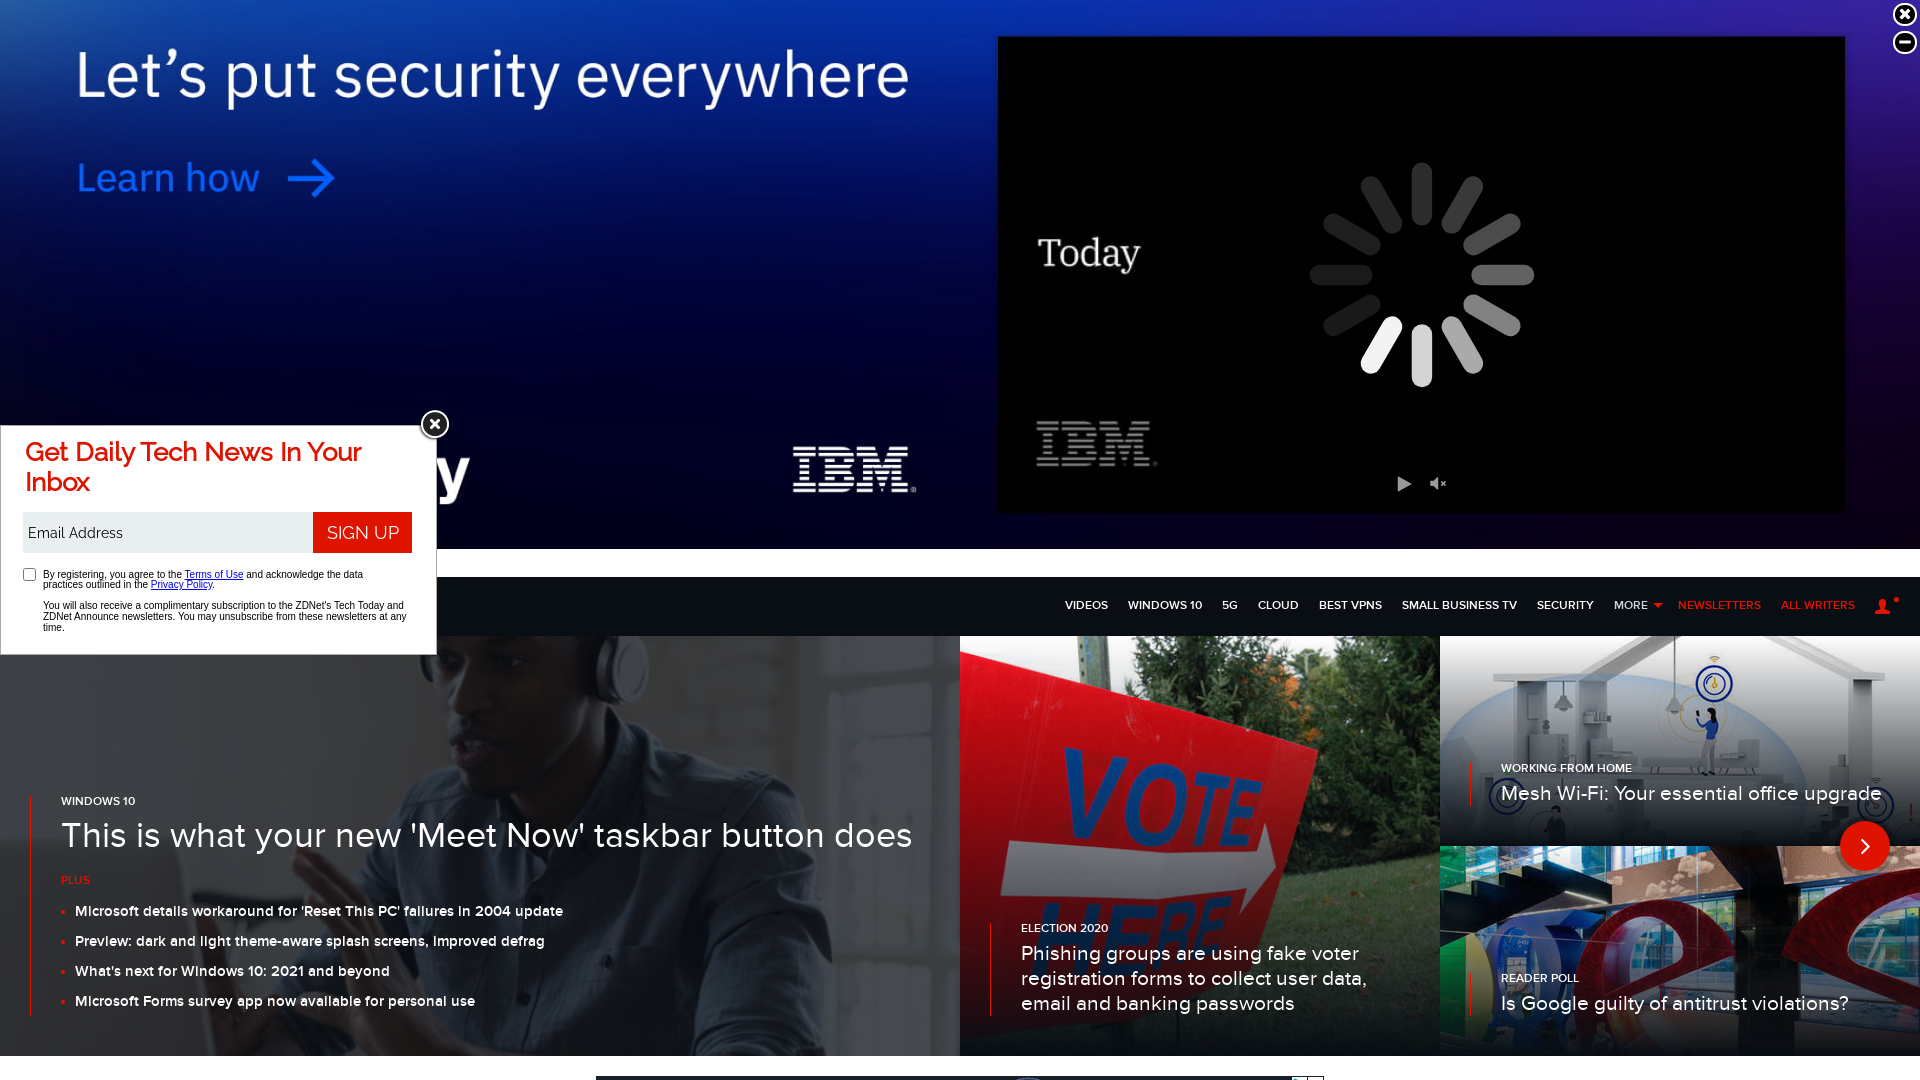 Let's put security everywhere
Learn how
Today
IBM
IBM
y
Get Daily Tech News In Your
Inbox
Email Address
SIGN UP
By registering, you agree to the Terms of Use and acknowledge the data
practices outlined in the Privacy Policy.
You will also receive a complimentary subscription to the ZDNet's Tech Today and
ZDNet Announce newsletters. You may unsubscribe from these newsletters at any
time.
VIDEOS WINDOWS 10 5G CLOUD BEST VPNS SMALL BUSINESS TV SECURITY MORE NEWSLETTERS ALL WRITERS
WINDOWS 10
This is what your new 'Meet Now' taskbar button does
PLUS
Microsoft details workaround for 'Reset This PC' failures in 2004 update
Preview: dark and light theme-aware splash screens, improved defrag
What's next for Windows 10: 2021 and beyond
Microsoft Forms survey app now available for personal use
VOTE
HERE
ELECTION 2020
Phishing groups are using fake voter
registration forms to collect user data,
email and banking passwords
WORKING FROM HOME
Mesh Wi-Fi: Your essential office upgrade
READER POLL
Is Google guilty of antitrust violations?